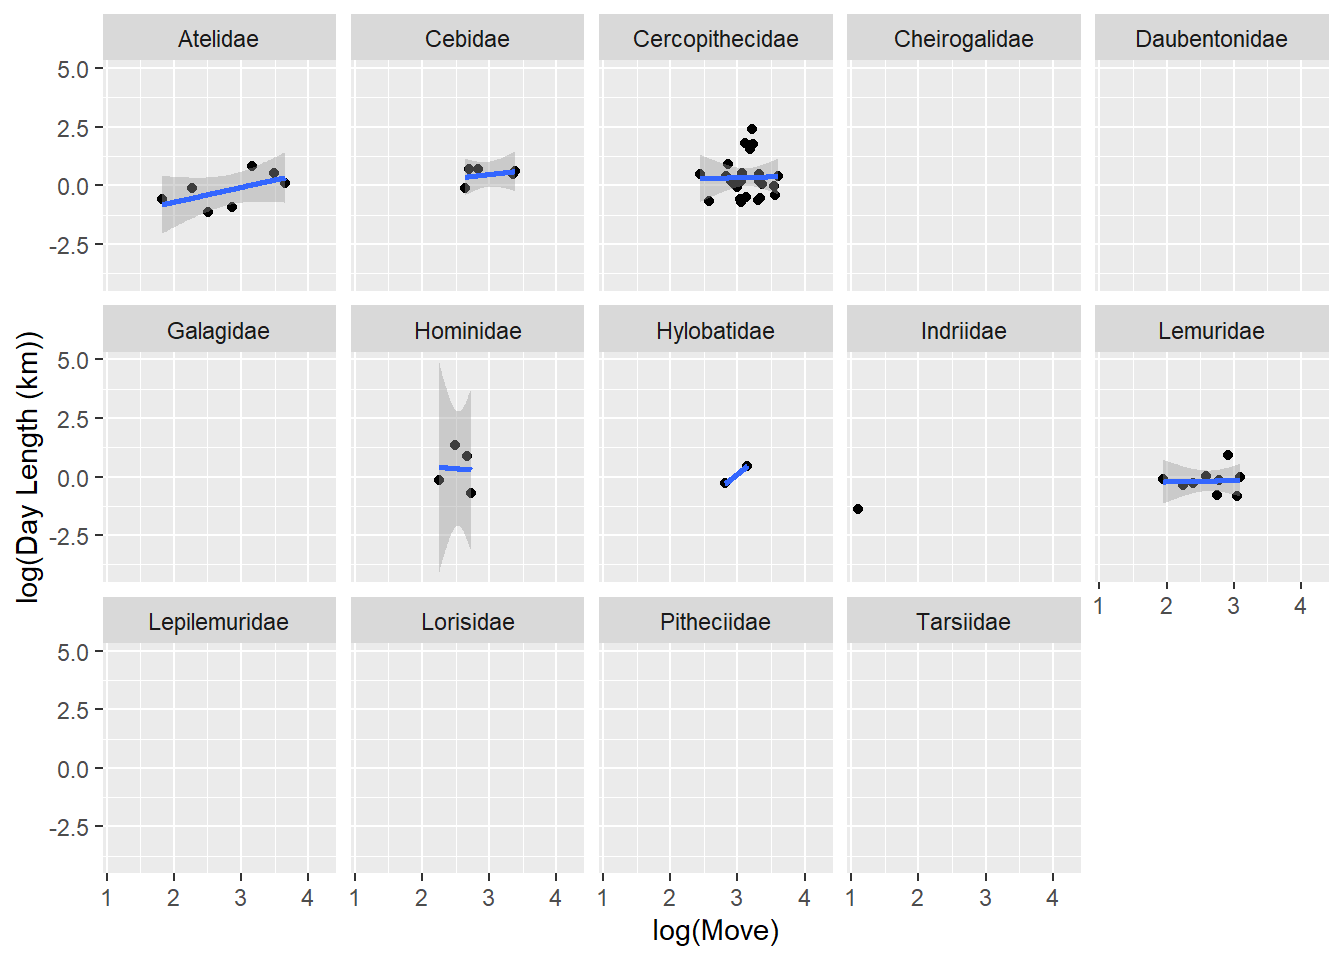 Atelidae Cebidae Cercopithecidae Cheirogalidae Daubentonidae
5.0
2.5
0.0
-2.5
Galagidae Hominidae Hylobatidae Indriidae Lemuridae
5.0
2.5
0.0
-2.5
1 2 3 4
Lepilemuridae Lorisidae Pitheciidae Tarsiidae
5.0
2.5
0.0
-2.5
1 2 3 4 1 2 3 4 1 2 3 4 1 2 3 4
log(Move)
log(Day Length (km))